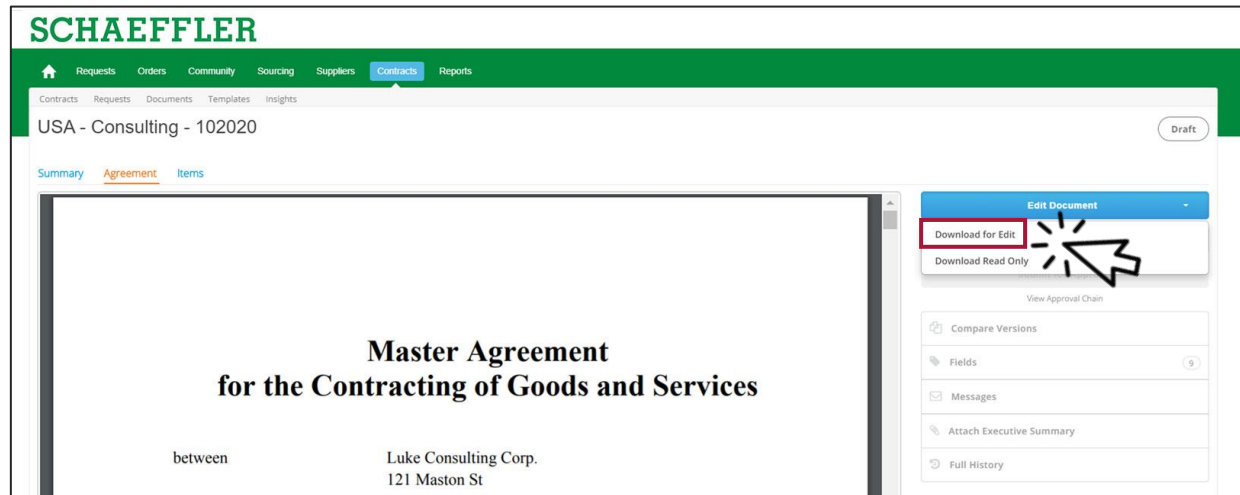 SCHAEFFLER
Requests Orders Community Sourcing Suppliers Contracts Reports
Contracts Requests Documents Templates Insights
USA - Consulting - 102020
Draft
Summary Agreement Items
Edit Document
Download for Edit
Download Read Only
View Approval Chain
Compare Versions
Fields 9
Messages
Attach Executive Summary
Full History
Master Agreement
for the Contracting of Goods and Services
between Luke Consulting Corp.
121 Maston St